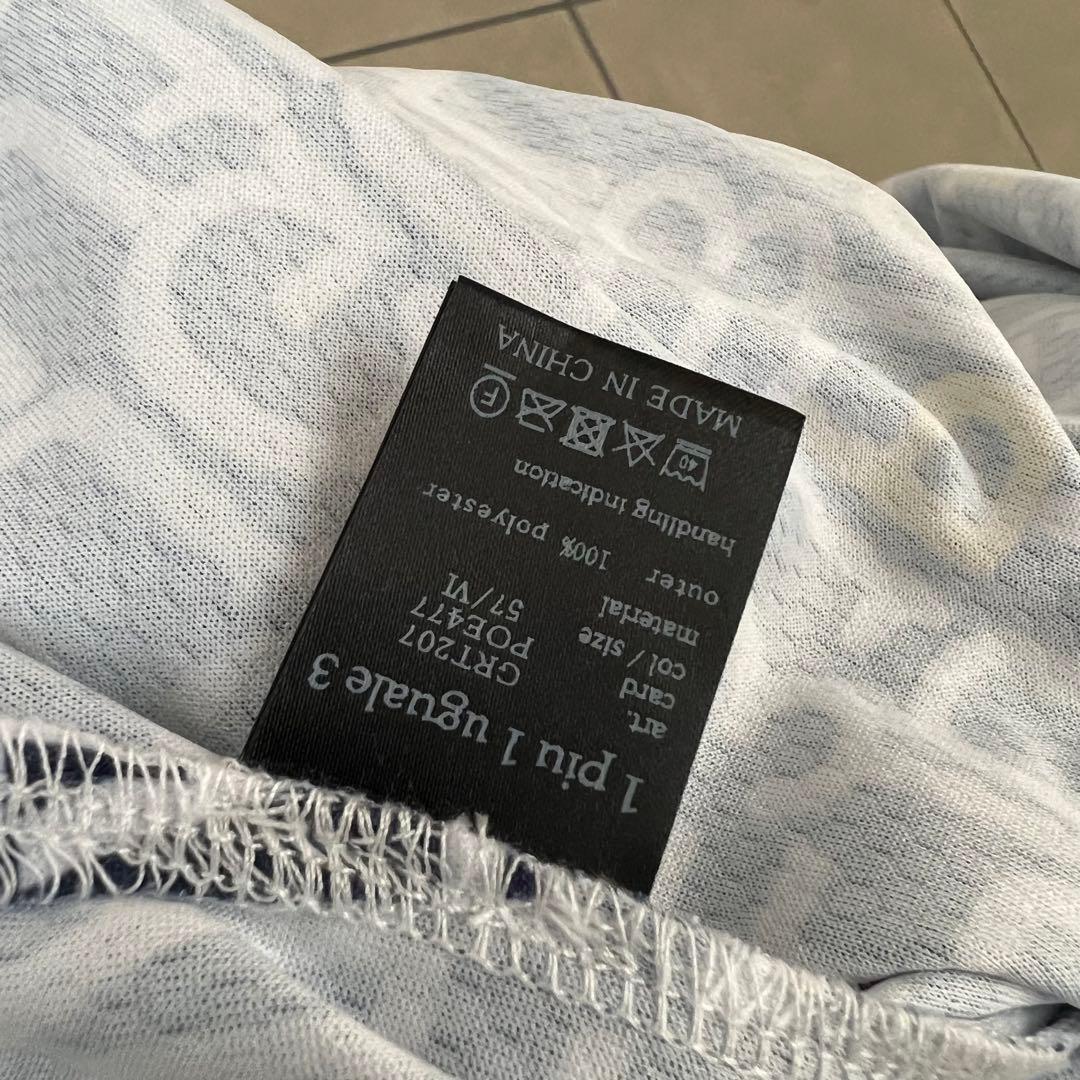 1 piu 1 uguale 3
art. GRT207
card POE477
col / size 57/VI
material
outer 100% polyester
handling indication
40 F
MADE IN CHINA